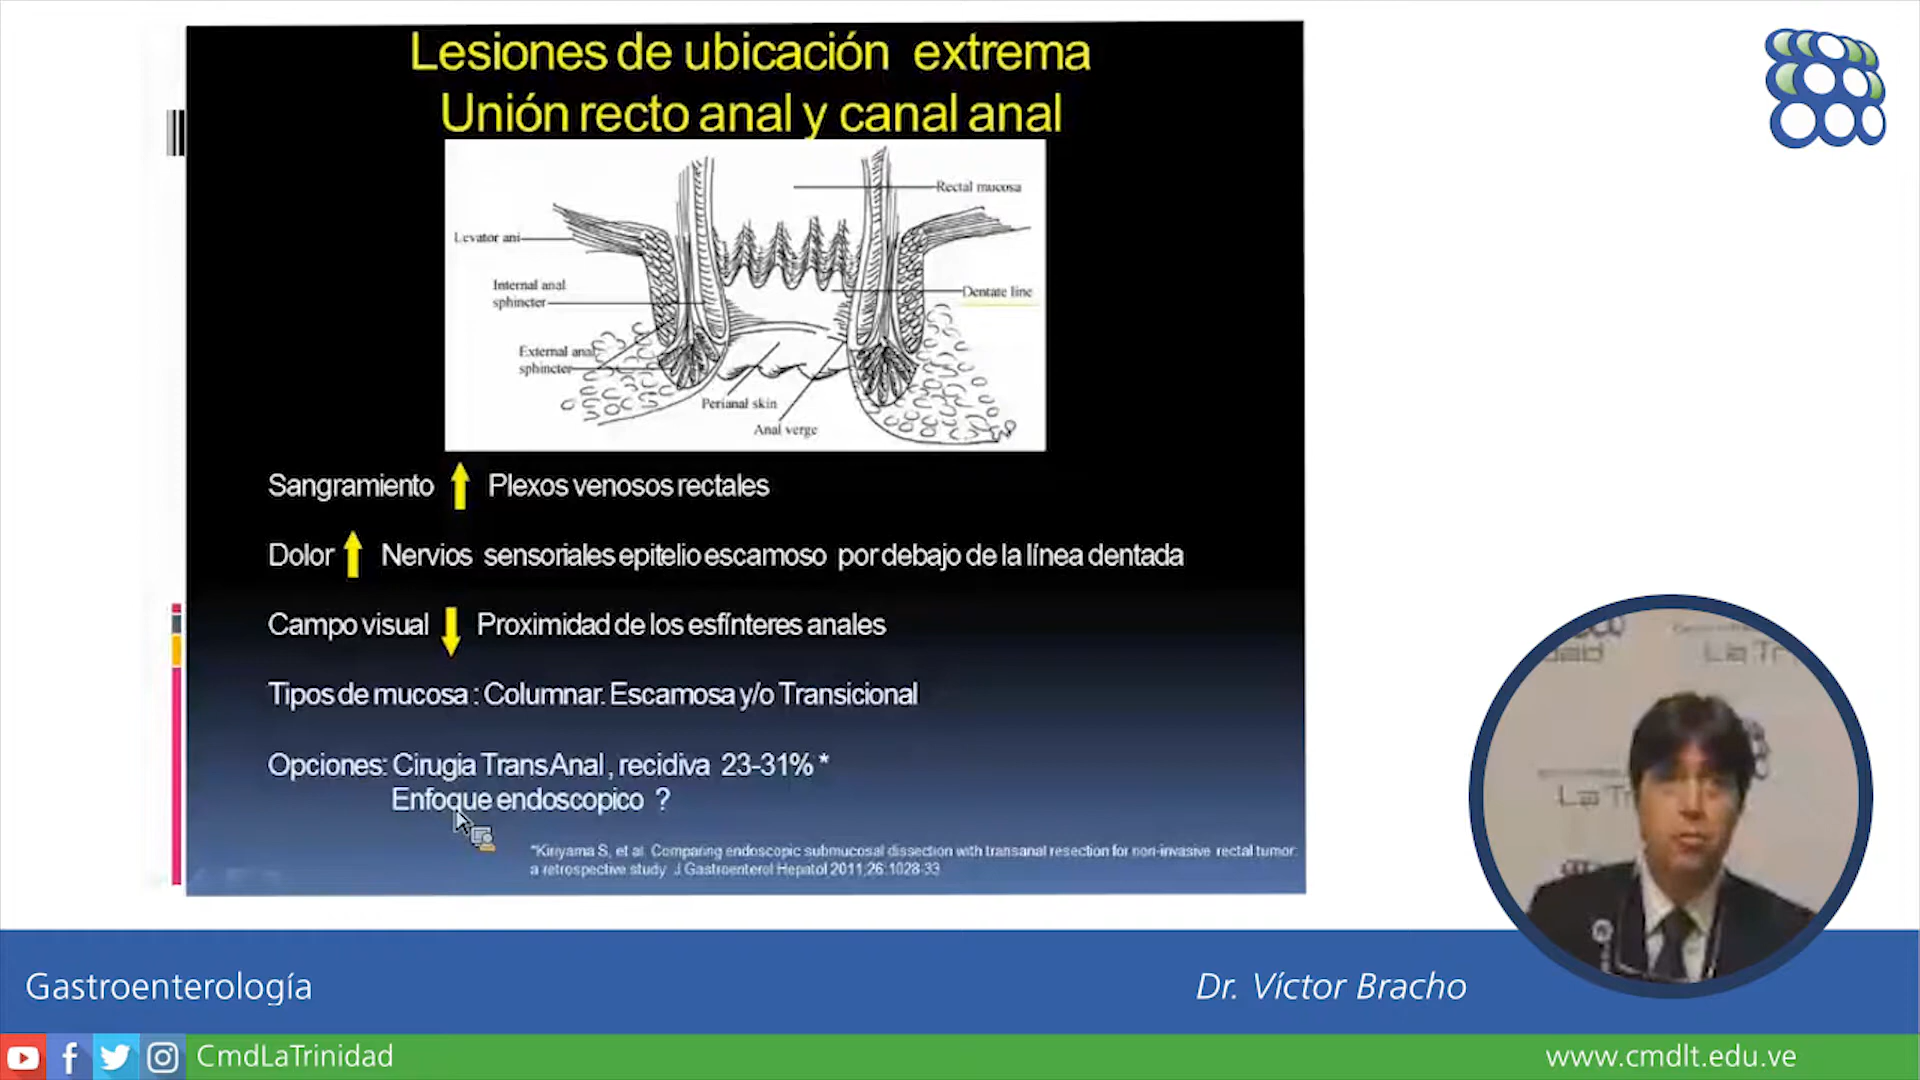 Lesiones de ubicación extrema
Unión recto anal y canal anal
Rectal mucosa
Levator ani
Internal anal
sphincter
Dentate line
External anal
sphincter
Perianal skin
Anal verge
Sangramiento Plexos venosos rectales
Dolor Nervios sensoriales epitelio escamoso por debajo de la línea dentada
Campo visual Proximidad de los esfínteres anales
Tipos de mucosa : Columnar. Escamosa y/o Transicional
Opciones: Cirugia TransAnal , recidiva 23-31% *
Enfoque endoscopico ?
*Kiriyama S, et al. Comparing endoscopic submucosal dissection with transanal resection for non-invasive rectal tumor:
a retrospective study. J Gastroenterol Hepatol 2011;26:1028-33
La Tri
La Tr
Gastroenterología
Dr. Víctor Bracho
CmdLaTrinidad
www.cmdlt.edu.ve